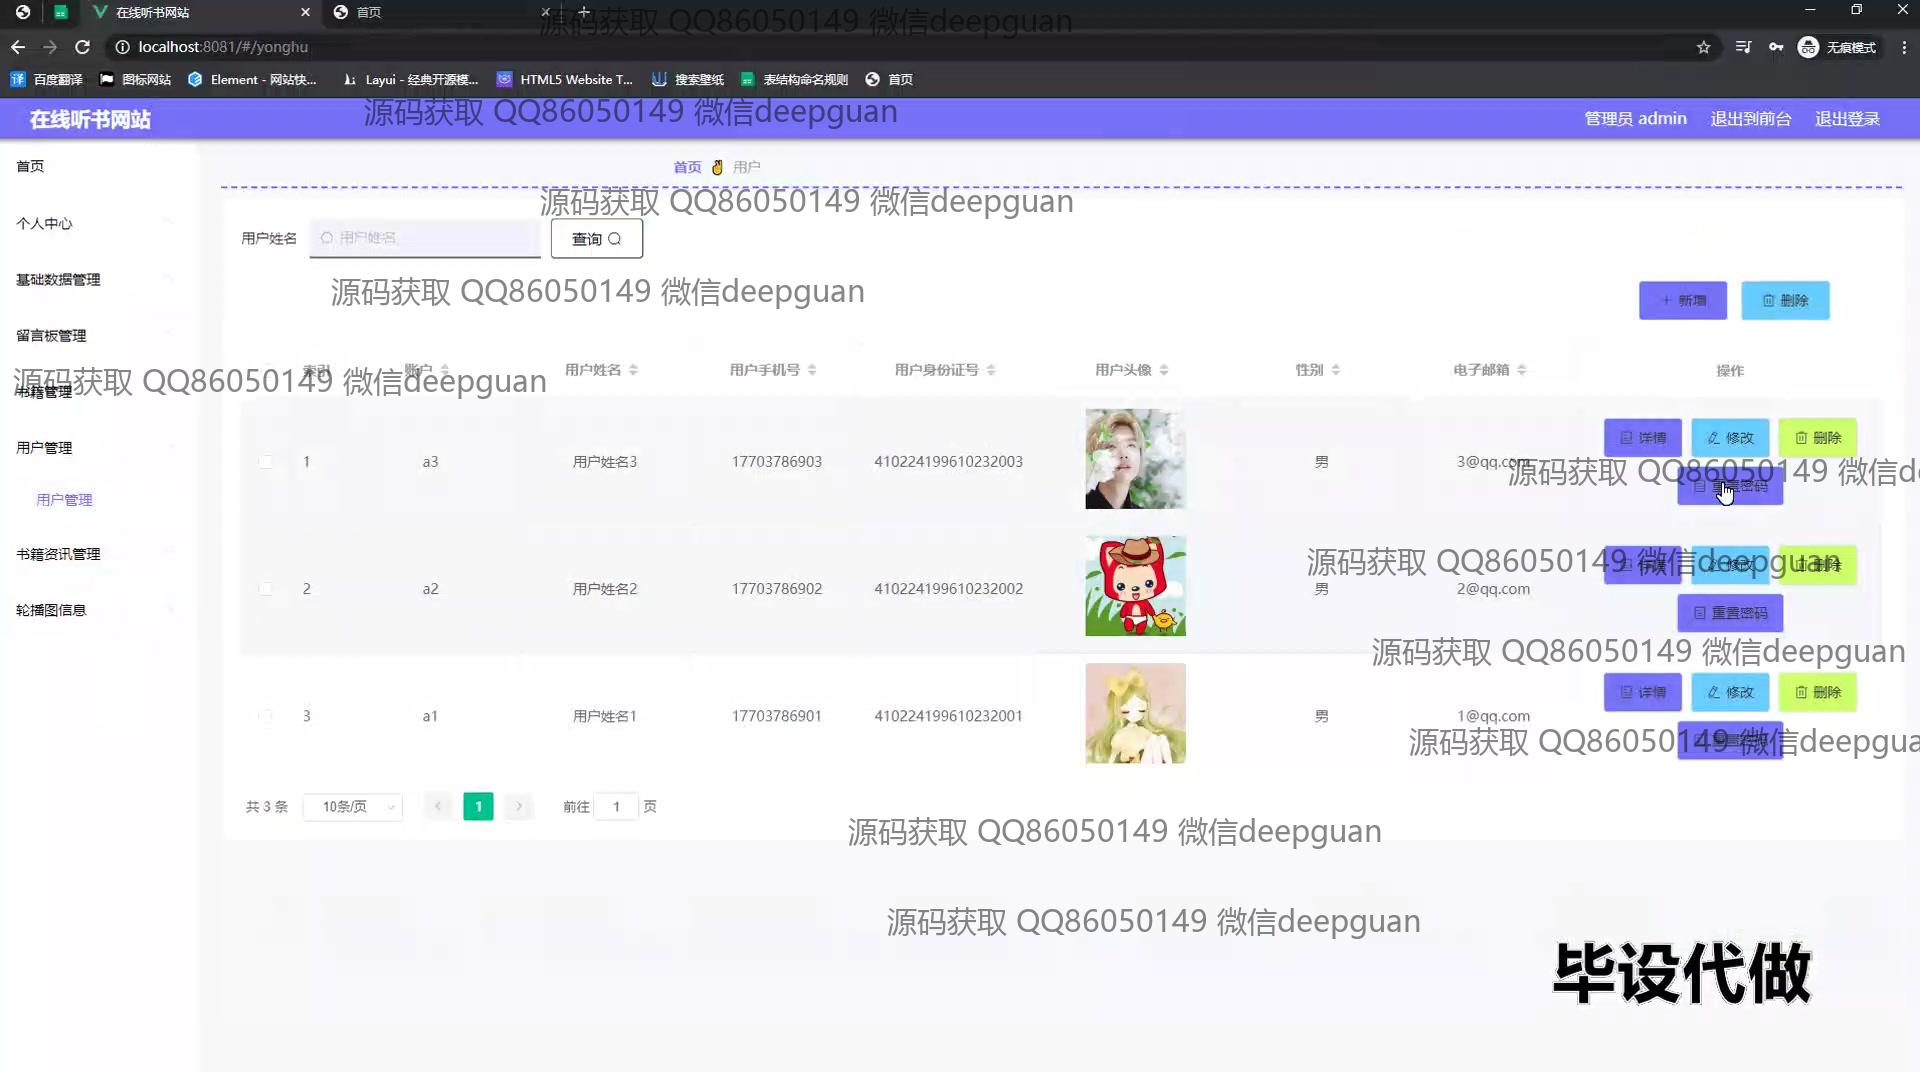 在线听书网站
首页
localhost:8081/#/yonghu
无痕模式
百度翻译
图标网站
Element - 网站快...
Layui - 经典开源模...
HTML5 Website T...
搜索壁纸
表结构命名规则
首页
在线听书网站
管理员 admin
退出到前台
退出登录
首页
个人中心
基础数据管理
留言板管理
书籍管理
用户管理
用户管理
书籍资讯管理
轮播图信息
首页 用户
用户姓名
用户姓名
查询
新增
删除
索引 账户 用户姓名 用户手机号 用户身份证号 用户头像 性别 电子邮箱 操作
1 a3 用户姓名3 17703786903 410224199610232003 男 3@qq.com
详情 修改 删除
重置密码
2 a2 用户姓名2 17703786902 410224199610232002 男 2@qq.com
详情 修改 删除
重置密码
3 a1 用户姓名1 17703786901 410224199610232001 男 1@qq.com
详情 修改 删除
重置密码
共 3 条 10条/页 1 前往 1 页
源码获取 QQ86050149 微信deepguan
源码获取 QQ86050149 微信deepguan
源码获取 QQ86050149 微信deepguan
源码获取 QQ86050149 微信deepguan
源码获取 QQ86050149 微信deepguan
源码获取 QQ86050149 微信d
源码获取 QQ86050149 微信deepguan
源码获取 QQ86050149 微信deepguan
源码获取 QQ86050149 微信deepgua
源码获取 QQ86050149 微信deepguan
源码获取 QQ86050149 微信deepguan
毕设代做